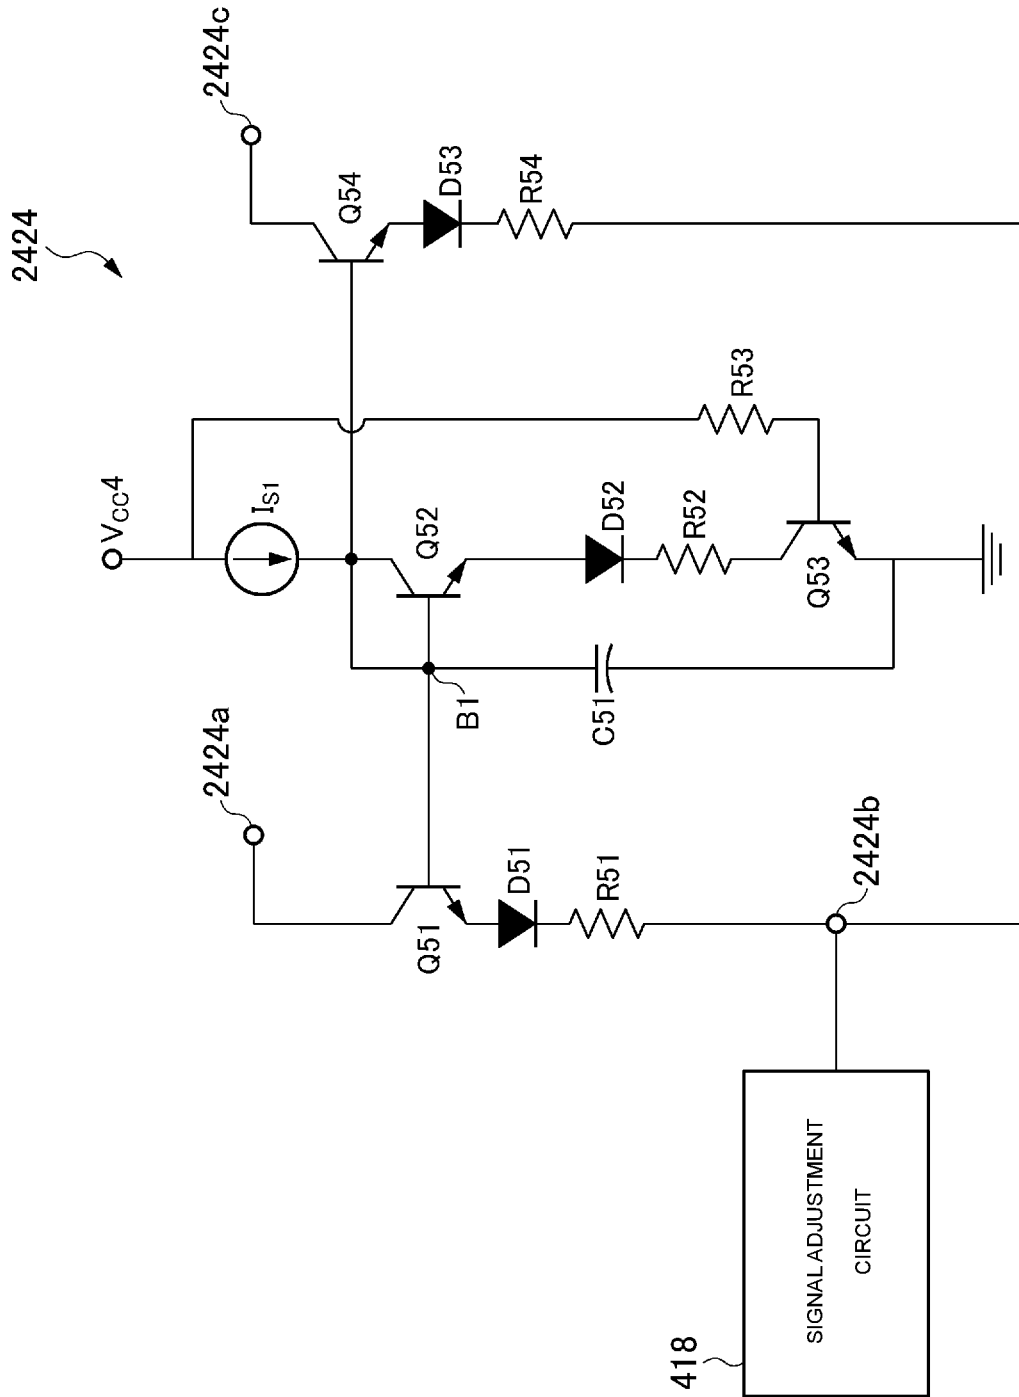 2424
2424c
Q54
D53
R54
VCC4
IS1
R53
Q52
D52
R52
Q53
B1
C51
2424a
Q51
D51
R51
2424b
SIGNAL ADJUSTMENT
CIRCUIT
418